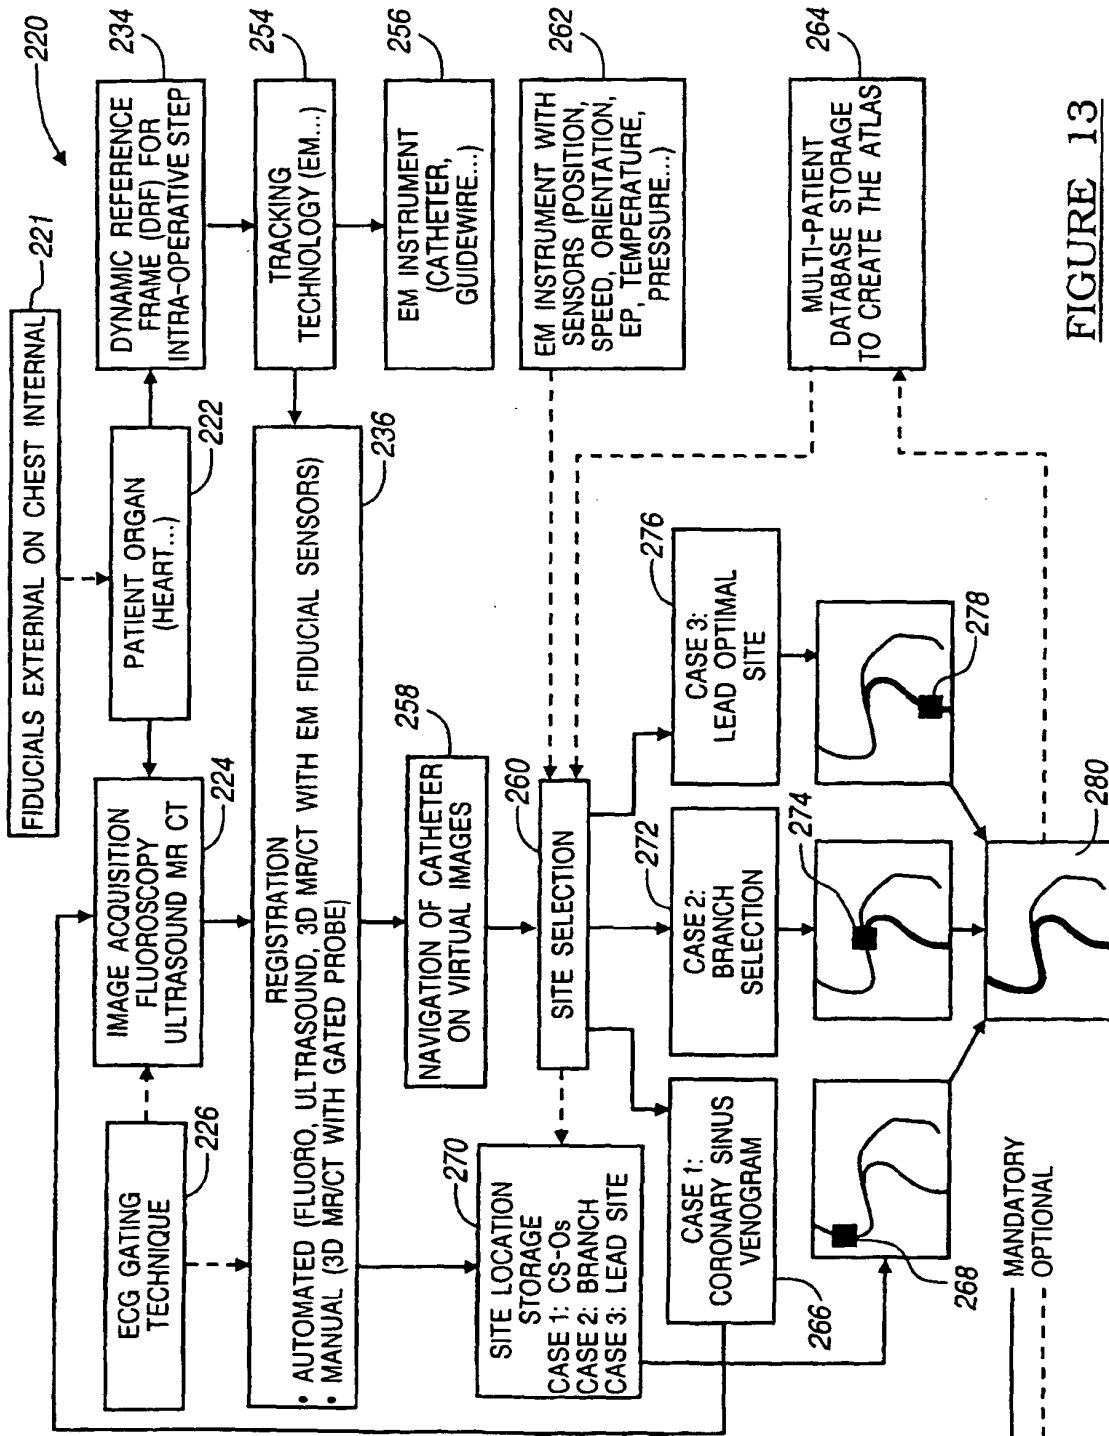 220
FIDUCIALS EXTERNAL ON CHEST INTERNAL
221
DYNAMIC REFERENCE
FRAME (DRF) FOR
INTRA-OPERATIVE STEP
234
PATIENT ORGAN
(HEART...)
222
IMAGE ACQUISITION
FLUOROSCOPY
ULTRASOUND MR CT
224
ECG GATING
TECHNIQUE
226
TRACKING
TECHNOLOGY (EM...)
254
REGISTRATION
• AUTOMATED (FLUORO, ULTRASOUND, 3D MR/CT WITH EM FIDUCIAL SENSORS)
• MANUAL (3D MR/CT WITH GATED PROBE)
236
EM INSTRUMENT
(CATHETER,
GUIDEWIRE...)
256
NAVIGATION OF CATHETER
ON VIRTUAL IMAGES
258
EM INSTRUMENT WITH
SENSORS (POSITION,
SPEED, ORIENTATION,
EP, TEMPERATURE,
PRESSURE...)
262
SITE SELECTION
260
SITE LOCATION
STORAGE
CASE 1: CS-Os
CASE 2: BRANCH
CASE 3: LEAD SITE
270
MULTI-PATIENT
DATABASE STORAGE
TO CREATE THE ATLAS
264
CASE 1:
CORONARY SINUS
VENOGRAM
266
CASE 2:
BRANCH
SELECTION
272
CASE 3:
LEAD OPTIMAL
SITE
276
268
274
278
280
MANDATORY
OPTIONAL
FIGURE 13